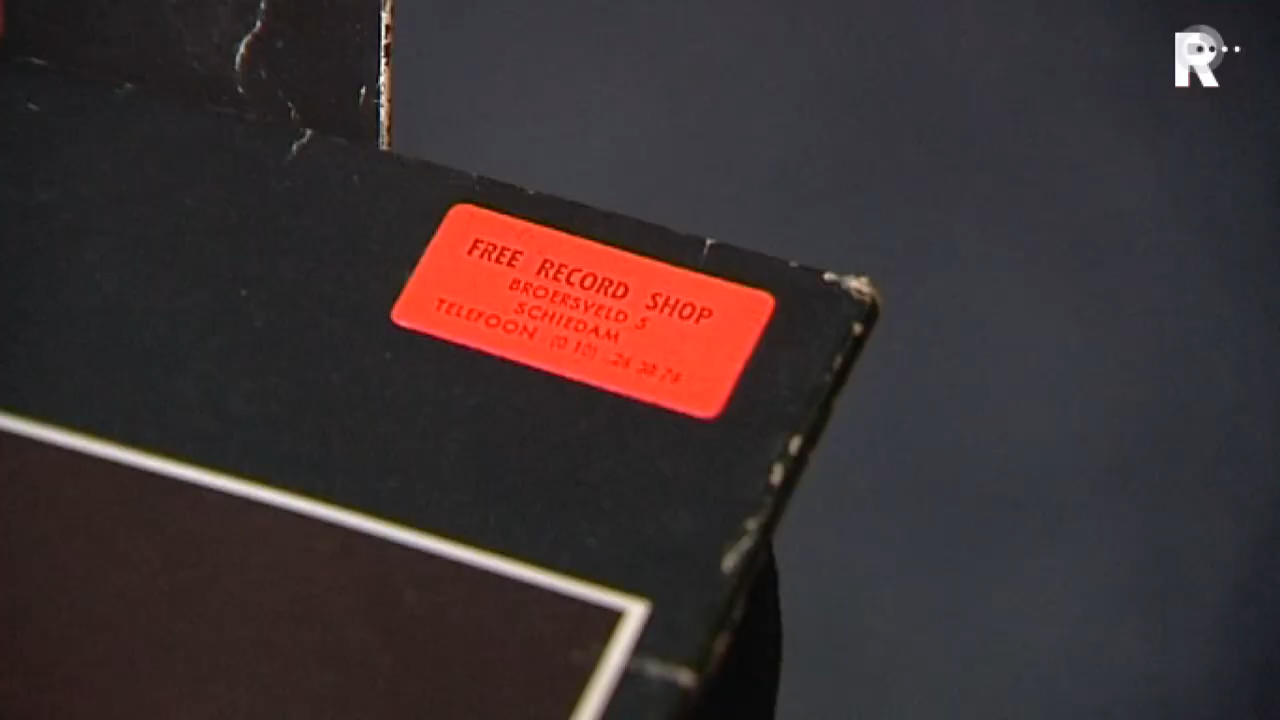 R
FREE RECORD SHOP
BROERSVELD 5
SCHIEDAM
TELEFOON (0 10)